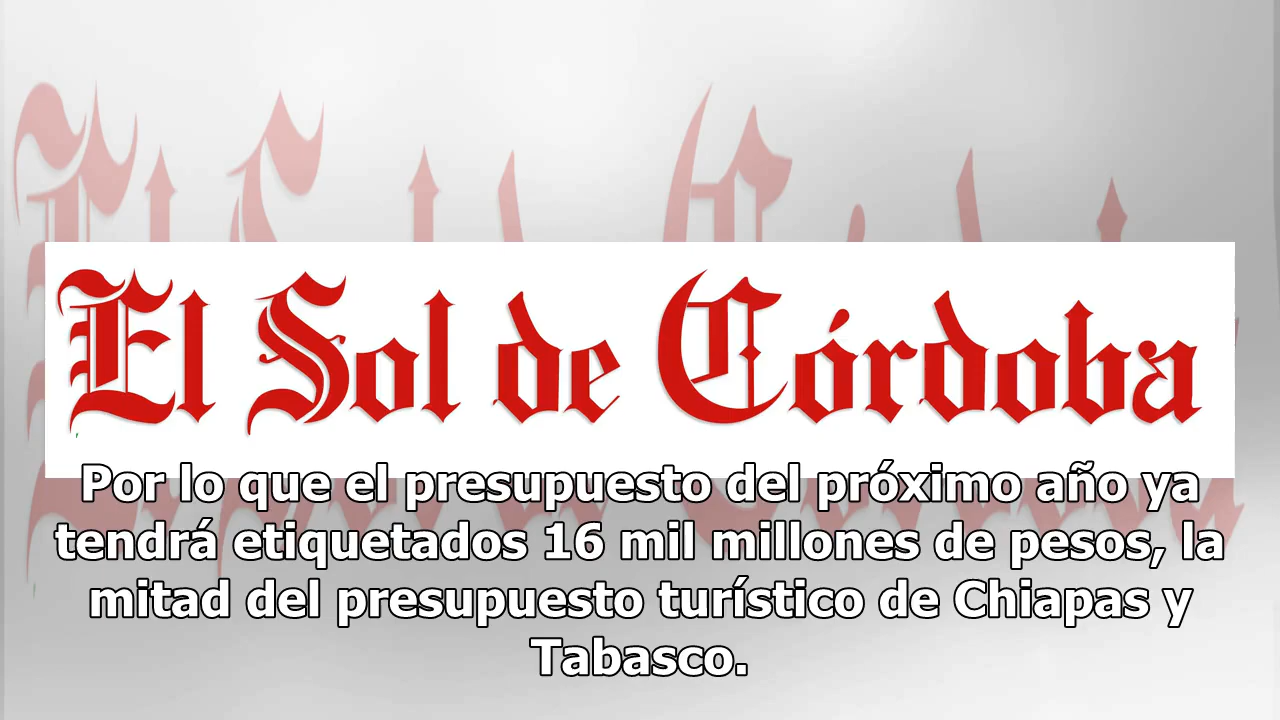 El Sol de Córdoba
Por lo que el presupuesto del próximo año ya
tendrá etiquetados 16 mil millones de pesos, la
mitad del presupuesto turístico de Chiapas y
Tabasco.